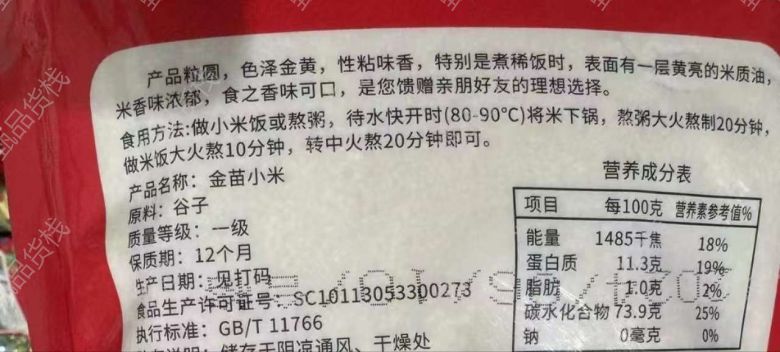 产品粒圆，色泽金黄，性粘味香，特别是煮稀饭时，表面有一层黄亮的米质油，
米香味浓郁，食之香味可口，是您馈赠亲朋好友的理想选择。
食用方法:做小米饭或熬粥，待水快开时(80-90℃)将米下锅，熬粥大火熬制20分钟，
做米饭大火熬10分钟，转中火熬20分钟即可。
产品名称：金苗小米
原料：谷子
质量等级：一级
保质期：12个月
生产日期：见打码
食品生产许可证号：SC10113053300273
执行标准：GB/T 11766
储存于阴凉通风、干燥处
营养成分表
项目 每100克 营养素参考值%
能量 1485千焦 18%
蛋白质 11.3克 19%
脂肪 1.0克 2%
碳水化合物 73.9克 25%
钠 0毫克 0%